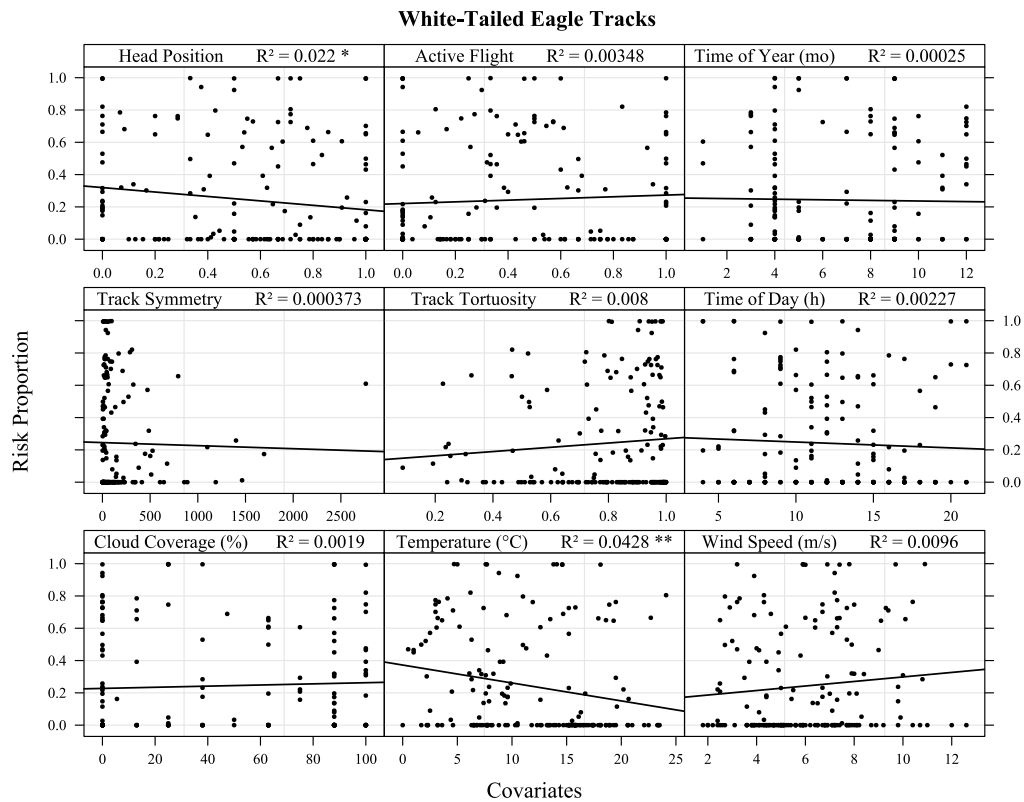 White-Tailed Eagle Tracks
Head Position R² = 0.022 *
Active Flight R² = 0.00348
Time of Year (mo) R² = 0.00025
1.0
0.8
0.6
0.4
0.2
0.0
0.0 0.2 0.4 0.6 0.8 1.0
0.0 0.2 0.4 0.6 0.8 1.0
2 4 6 8 10 12
Track Symmetry R² = 0.000373
Track Tortuosity R² = 0.008
Time of Day (h) R² = 0.00227
1.0
0.8
0.6
0.4
0.2
0.0
0 500 1000 1500 2000 2500
0.2 0.4 0.6 0.8 1.0
5 10 15 20
Risk Proportion
Cloud Coverage (%) R² = 0.0019
Temperature (°C) R² = 0.0428 **
Wind Speed (m/s) R² = 0.0096
1.0
0.8
0.6
0.4
0.2
0.0
0 20 40 60 80 100
0 5 10 15 20 25
2 4 6 8 10 12
Covariates